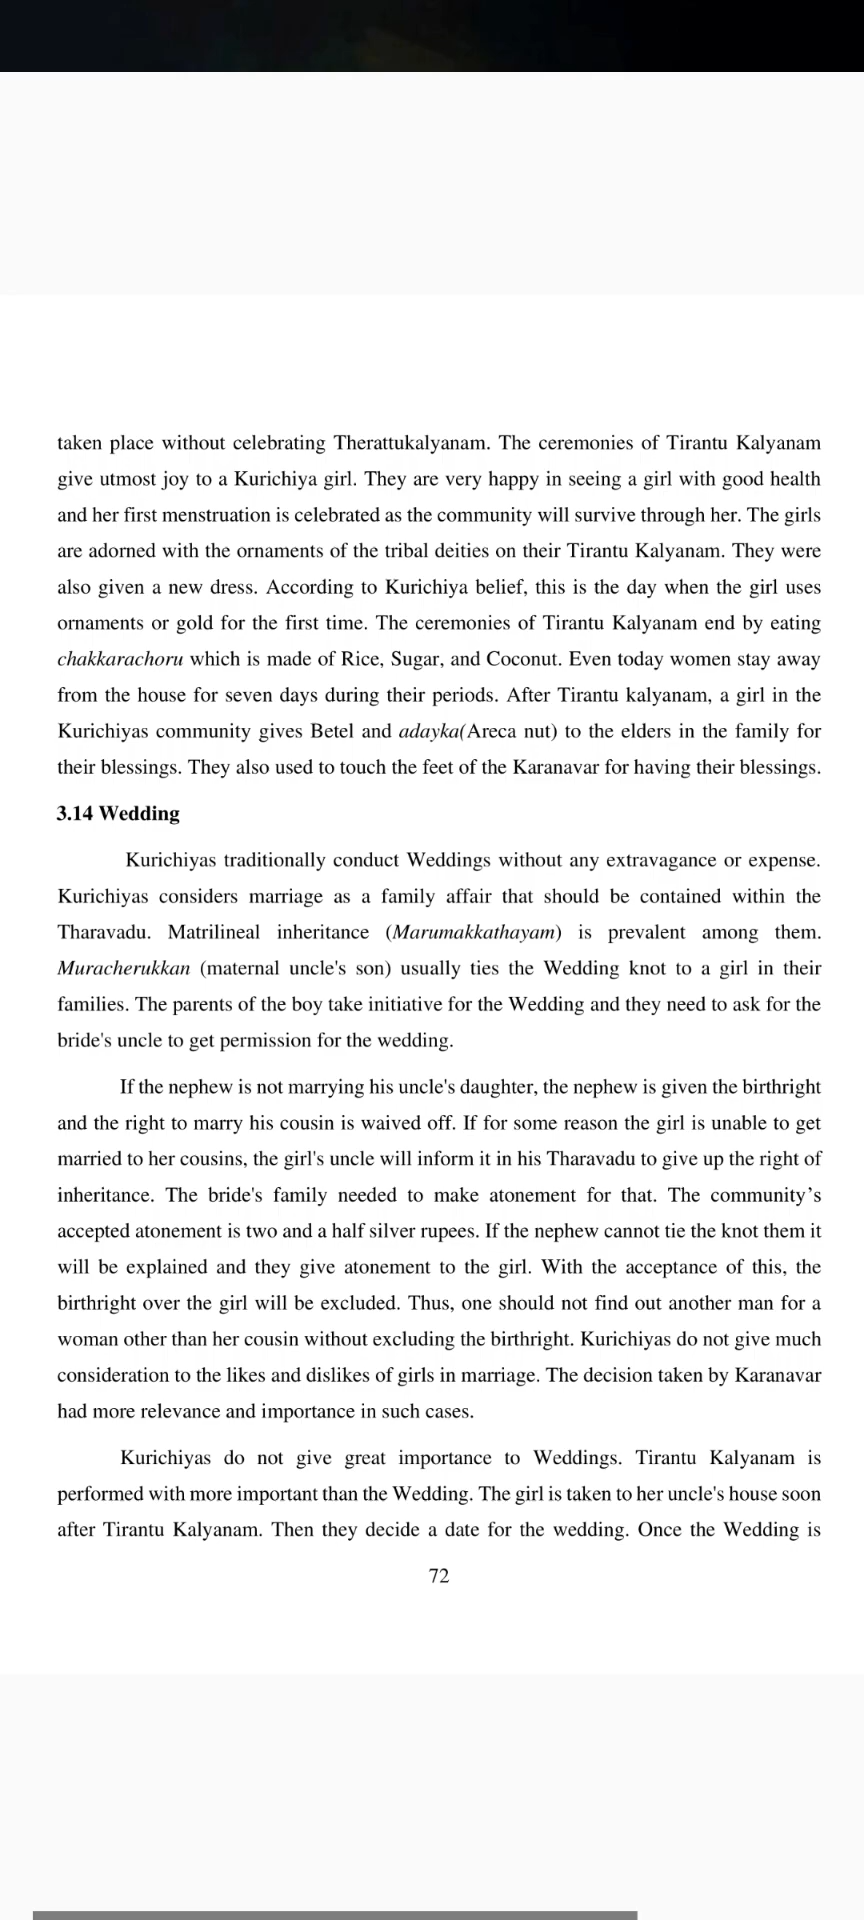 taken place without celebrating Therattukalyanam. The ceremonies of Tirantu Kalyanam
give utmost joy to a Kurichiya girl. They are very happy in seeing a girl with good health
and her first menstruation is celebrated as the community will survive through her. The girls
are adorned with the ornaments of the tribal deities on their Tirantu Kalyanam. They were
also given a new dress. According to Kurichiya belief, this is the day when the girl uses
ornaments or gold for the first time. The ceremonies of Tirantu Kalyanam end by eating
chakkarachoru which is made of Rice, Sugar, and Coconut. Even today women stay away
from the house for seven days during their periods. After Tirantu kalyanam, a girl in the
Kurichiyas community gives Betel and adayka(Areca nut) to the elders in the family for
their blessings. They also used to touch the feet of the Karanavar for having their blessings.
3.14 Wedding
Kurichiyas traditionally conduct Weddings without any extravagance or expense.
Kurichiyas considers marriage as a family affair that should be contained within the
Tharavadu. Matrilineal inheritance (Marumakkathayam) is prevalent among them.
Muracherukkan (maternal uncle's son) usually ties the Wedding knot to a girl in their
families. The parents of the boy take initiative for the Wedding and they need to ask for the
bride's uncle to get permission for the wedding.
If the nephew is not marrying his uncle's daughter, the nephew is given the birthright
and the right to marry his cousin is waived off. If for some reason the girl is unable to get
married to her cousins, the girl's uncle will inform it in his Tharavadu to give up the right of
inheritance. The bride's family needed to make atonement for that. The community’s
accepted atonement is two and a half silver rupees. If the nephew cannot tie the knot them it
will be explained and they give atonement to the girl. With the acceptance of this, the
birthright over the girl will be excluded. Thus, one should not find out another man for a
woman other than her cousin without excluding the birthright. Kurichiyas do not give much
consideration to the likes and dislikes of girls in marriage. The decision taken by Karanavar
had more relevance and importance in such cases.
Kurichiyas do not give great importance to Weddings. Tirantu Kalyanam is
performed with more important than the Wedding. The girl is taken to her uncle's house soon
after Tirantu Kalyanam. Then they decide a date for the wedding. Once the Wedding is
72